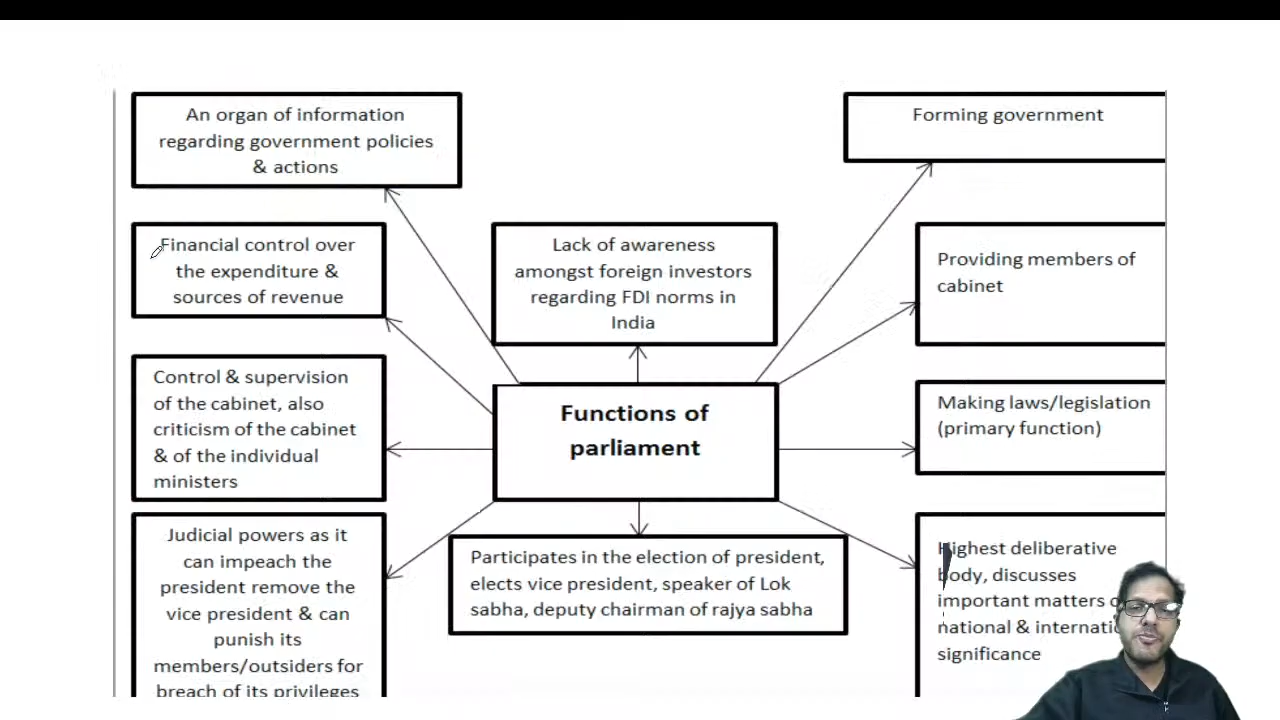 An organ of information
regarding government policies
& actions
Forming government
Financial control over
the expenditure &
sources of revenue
Lack of awareness
amongst foreign investors
regarding FDI norms in
India
Providing members of
cabinet
Control & supervision
of the cabinet, also
criticism of the cabinet
& of the individual
ministers
Functions of
parliament
Making laws/legislation
(primary function)
Judicial powers as it
can impeach the
president remove the
vice president & can
punish its
members/outsiders for
breach of its privileges
Participates in the election of president,
elects vice president, speaker of Lok
sabha, deputy chairman of rajya sabha
Highest deliberative
body, discusses
important matters
national &
significance